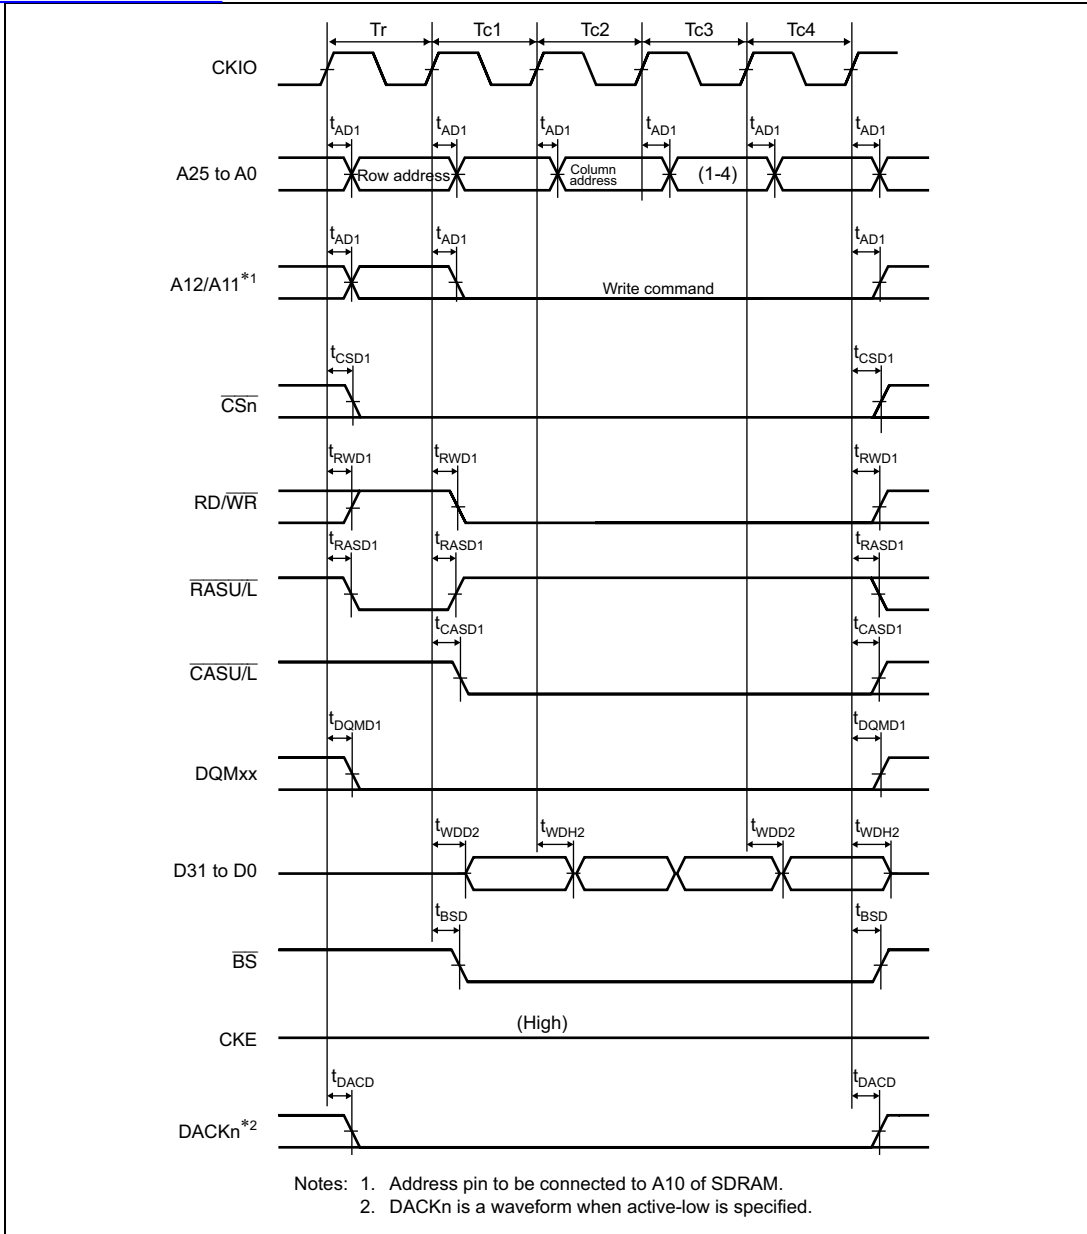 Tr Tc1 Tc2 Tc3 Tc4
CKIO
tAD1 tAD1 tAD1 tAD1 tAD1 tAD1
A25 to A0 Row address Column address (1-4)
tAD1 tAD1 tAD1
A12/A11*1 Write command
tCSD1 tCSD1
CSn
tRWD1 tRWD1 tRWD1
RD/WR
tRASD1 tRASD1 tRASD1
RASU/L
tCASD1 tCASD1
CASU/L
tDQMD1 tDQMD1
DQMxx
tWDD2 tWDH2 tWDD2 tWDH2
D31 to D0
tBSD tBSD
BS
(High)
CKE
tDACD tDACD
DACKn*2
Notes: 1. Address pin to be connected to A10 of SDRAM.
2. DACKn is a waveform when active-low is specified.